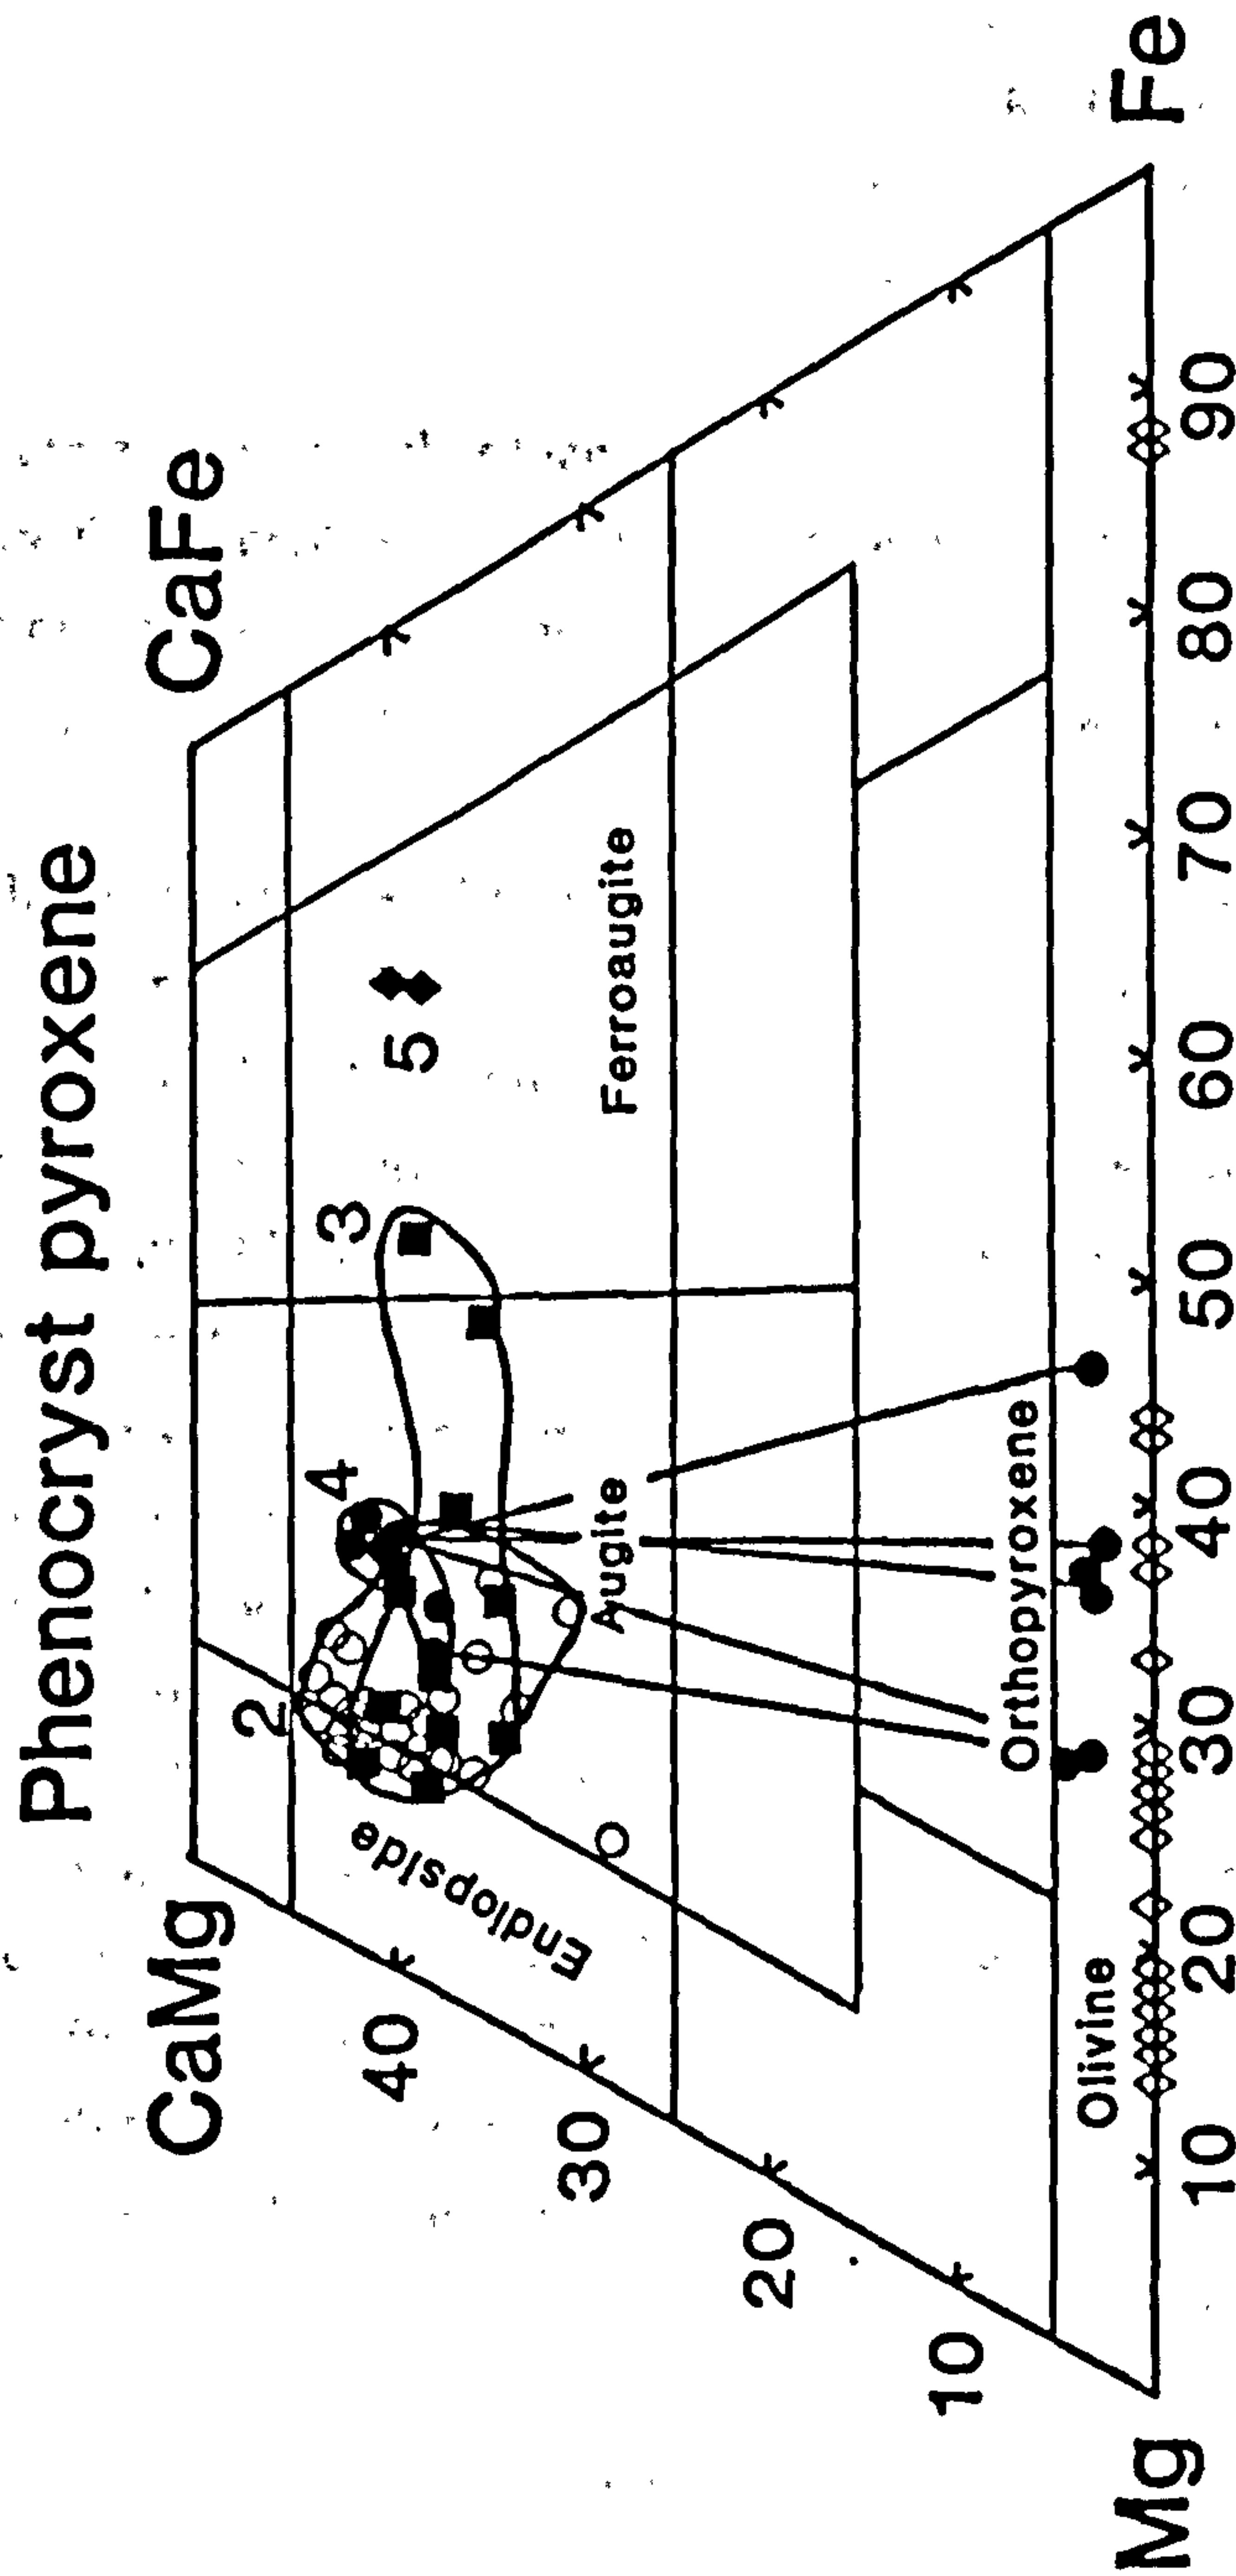 Phenocryst pyroxene
CaMg
CaFe
2
4
3
5
40
30
20
10
Endiopside
Augite
Ferroaugite
Orthopyroxene
Olivine
Mg
10
20
30
40
50
60
70
80
90
Fe